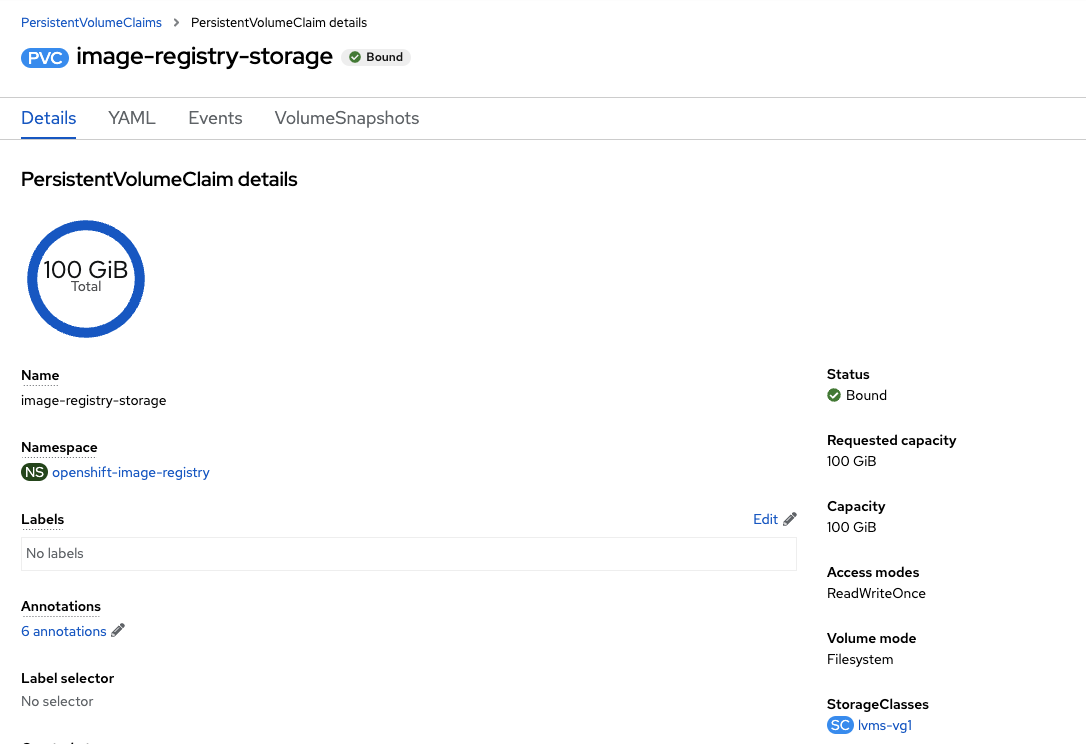 PersistentVolumeClaims > PersistentVolumeClaim details
PVC image-registry-storage Bound
Details YAML Events VolumeSnapshots
PersistentVolumeClaim details
100 GiB
Total
Name
image-registry-storage
Namespace
NS openshift-image-registry
Labels Edit
No labels
Annotations
6 annotations
Label selector
No selector
Status
Bound
Requested capacity
100 GiB
Capacity
100 GiB
Access modes
ReadWriteOnce
Volume mode
Filesystem
StorageClasses
SC lvms-vg1